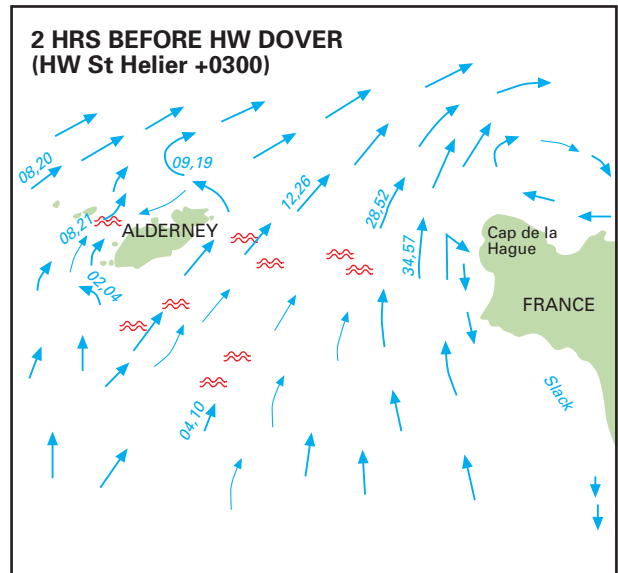 2 HRS BEFORE HW DOVER
(HW St Helier +0300)
08,20
09,19
12,26
28,52
08,21
ALDERNEY
34,57
Cap de la
Hague
02,04
FRANCE
04,10
Slack